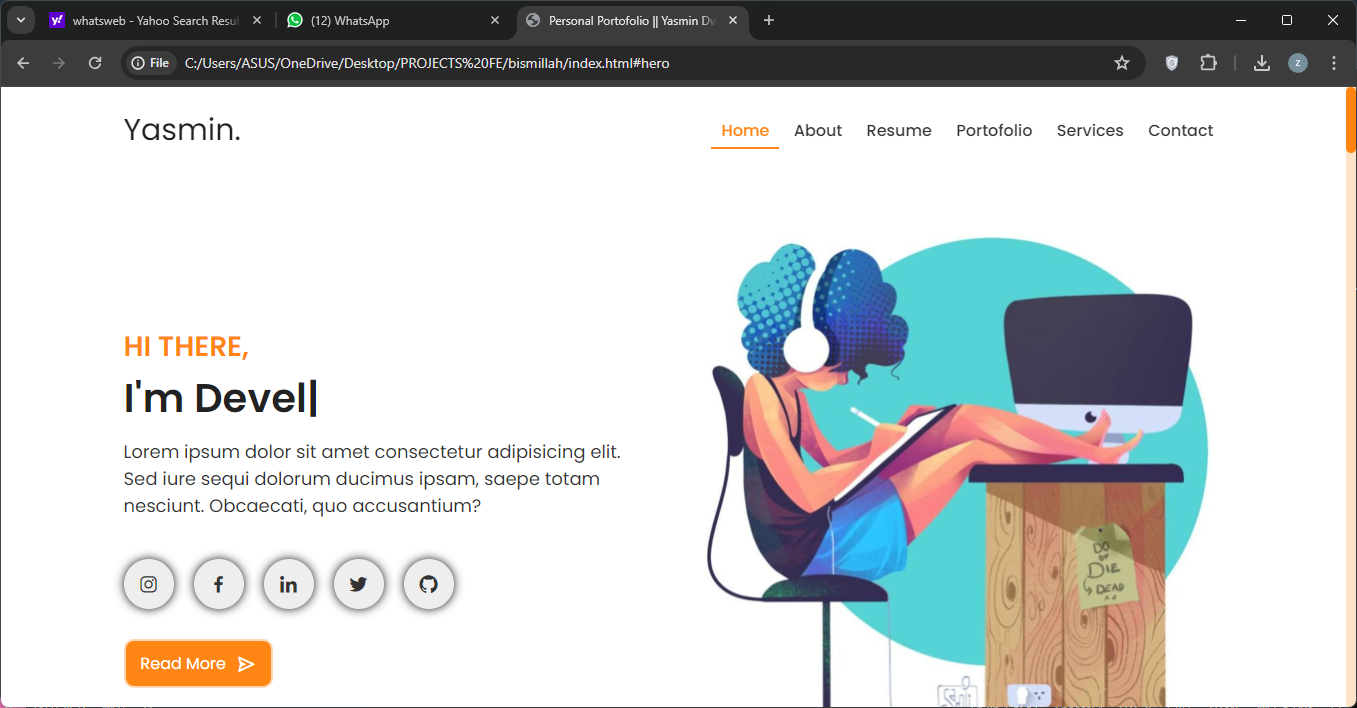 whatsweb - Yahoo Search Resul
(12) WhatsApp
Personal Portofolio || Yasmin Dw
File C:/Users/ASUS/OneDrive/Desktop/PROJECTS%20FE/bismillah/index.html#hero
z
Yasmin.
Home About Resume Portofolio Services Contact
HI THERE,
I'm Devel|
Lorem ipsum dolor sit amet consectetur adipisicing elit.
Sed iure sequi dolorum ducimus ipsam, saepe totam
nesciunt. Obcaecati, quo accusantium?
Read More
DO
or
DIE
DEAD